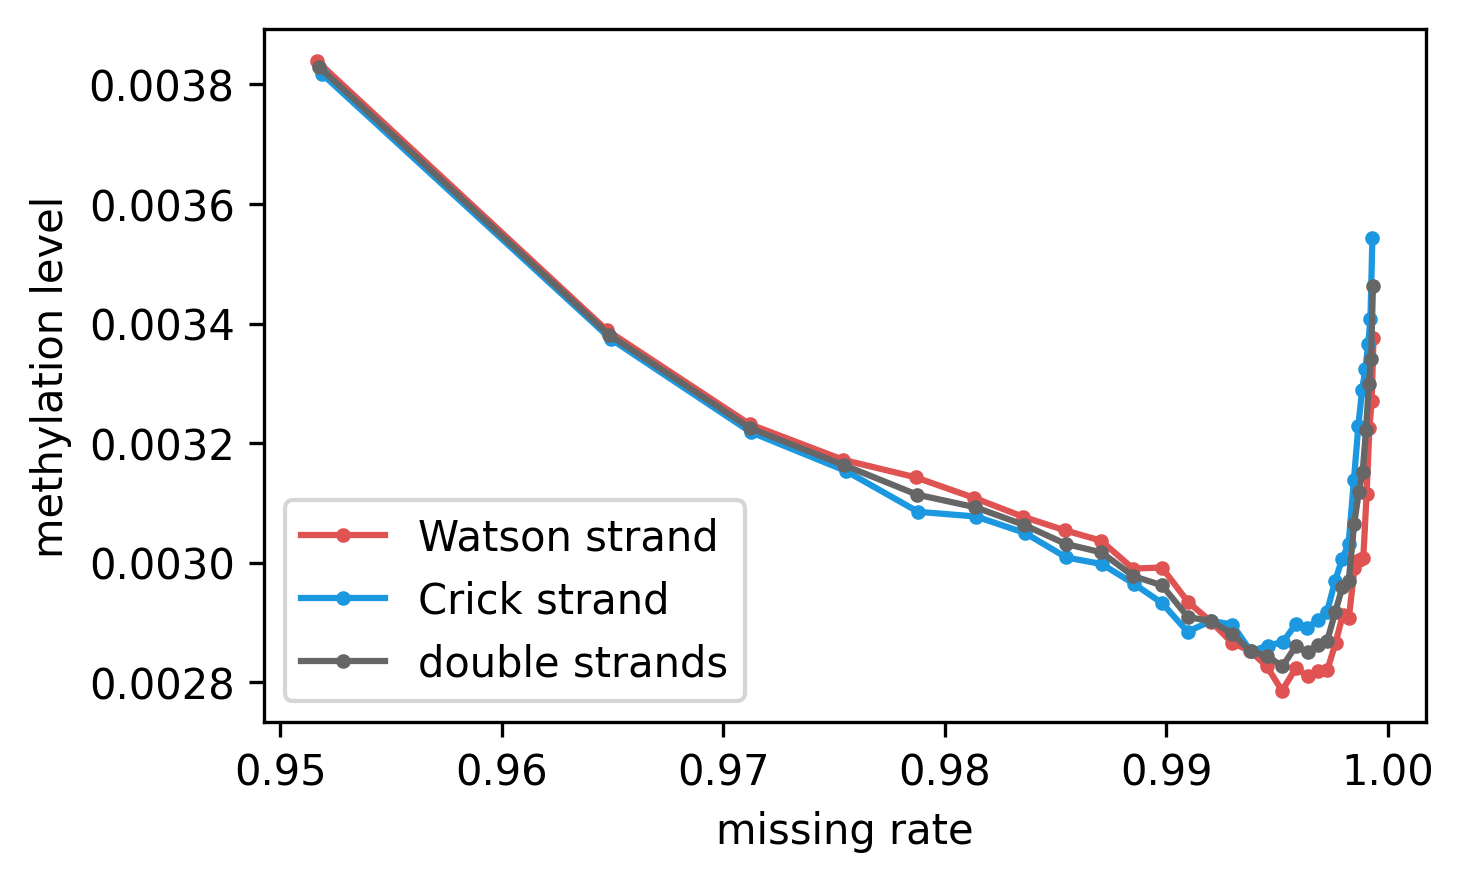 0.0038
0.0036
0.0034
0.0032
0.0030
0.0028
methylation level
Watson strand
Crick strand
double strands
0.95 0.96 0.97 0.98 0.99 1.00
missing rate